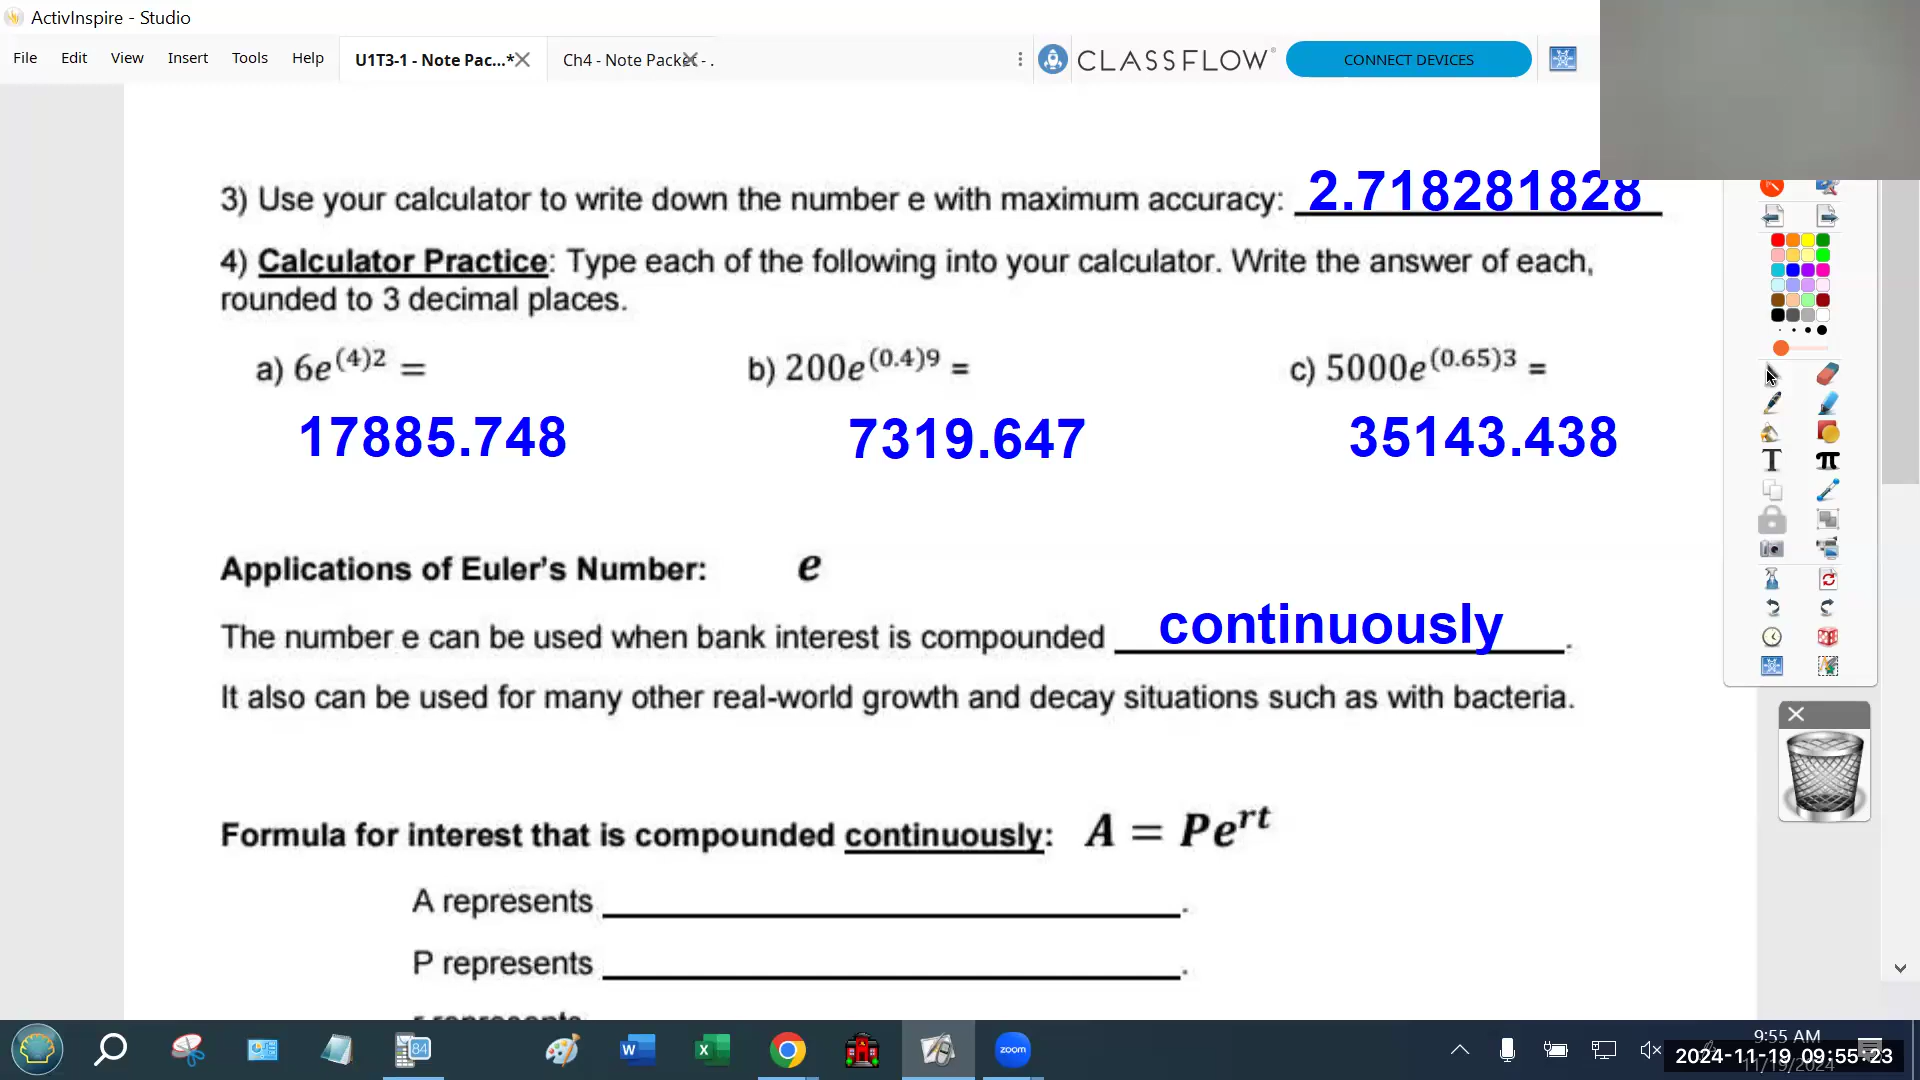 ActivInspire - Studio
File Edit View Insert Tools Help U1T3-1 - Note Pac...* Ch4 - Note Packet - . CLASSFLOW CONNECT DEVICES
3) Use your calculator to write down the number e with maximum accuracy: 2.718281828
4) Calculator Practice: Type each of the following into your calculator. Write the answer of each,
rounded to 3 decimal places.
a) 6e^(4)2 = b) 200e^(0.4)9 = c) 5000e^(0.65)3 =
17885.748 7319.647 35143.438
Applications of Euler's Number: e
The number e can be used when bank interest is compounded continuously.
It also can be used for many other real-world growth and decay situations such as with bacteria.
Formula for interest that is compounded continuously: A = Pe^rt
A represents ____________________.
P represents ____________________.
r represents
9:55 AM
2024-11-19 09:55:23
11/19/2024